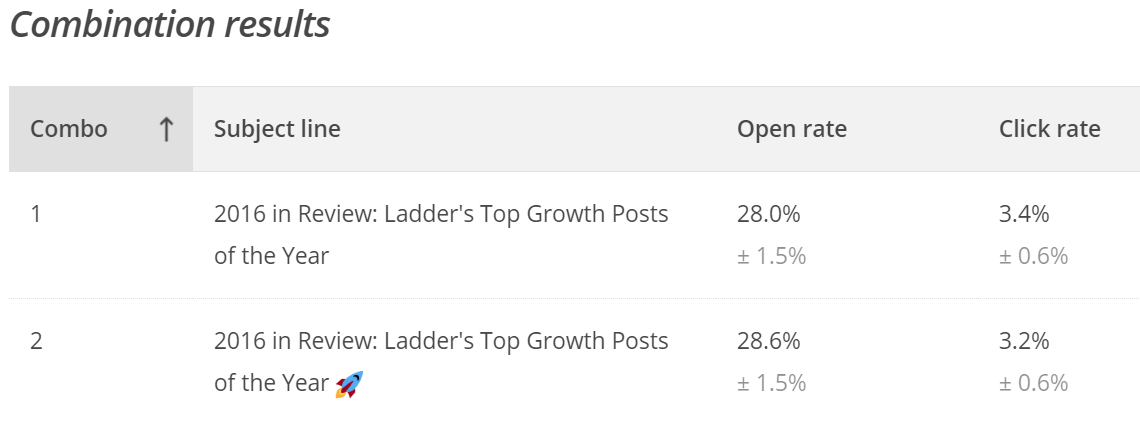 Combination results
Combo ↑ Subject line Open rate Click rate
1 2016 in Review: Ladder's Top Growth Posts 28.0% 3.4%
of the Year ± 1.5% ± 0.6%
2 2016 in Review: Ladder's Top Growth Posts 28.6% 3.2%
of the Year 🚀 ± 1.5% ± 0.6%